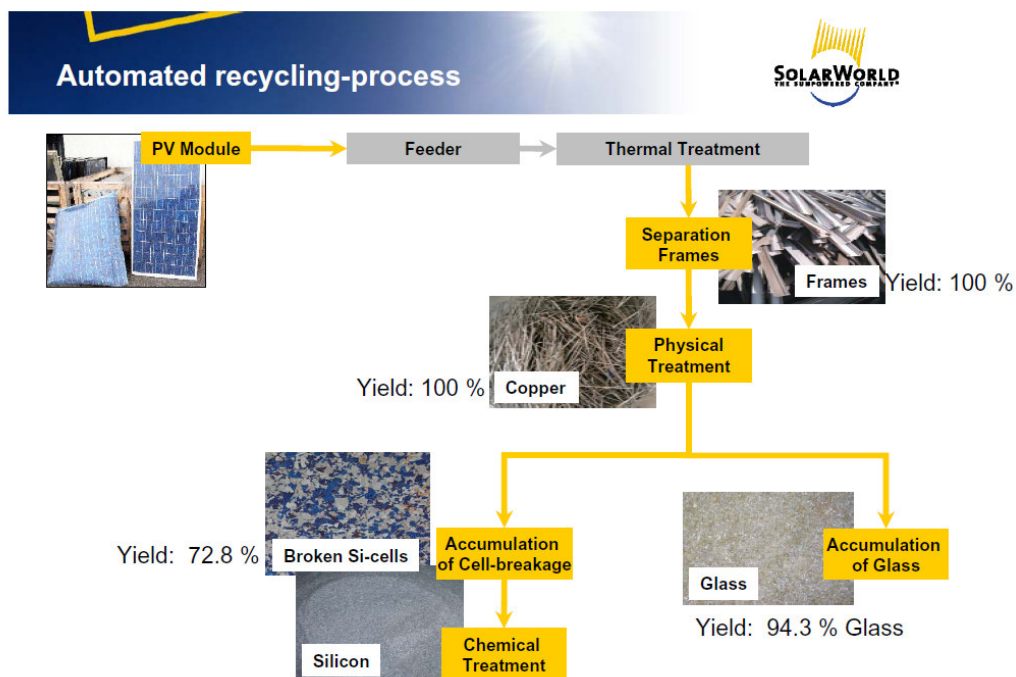 Automated recycling-process
SOLARWORLD
THE SUNPOWERED COMPANY®
PV Module
Feeder
Thermal Treatment
Separation
Frames
Frames
Yield: 100 %
Physical
Treatment
Yield: 100 %
Copper
Yield: 72.8 %
Broken Si-cells
Accumulation
of Cell-breakage
Glass
Accumulation
of Glass
Yield: 94.3 % Glass
Silicon
Chemical
Treatment